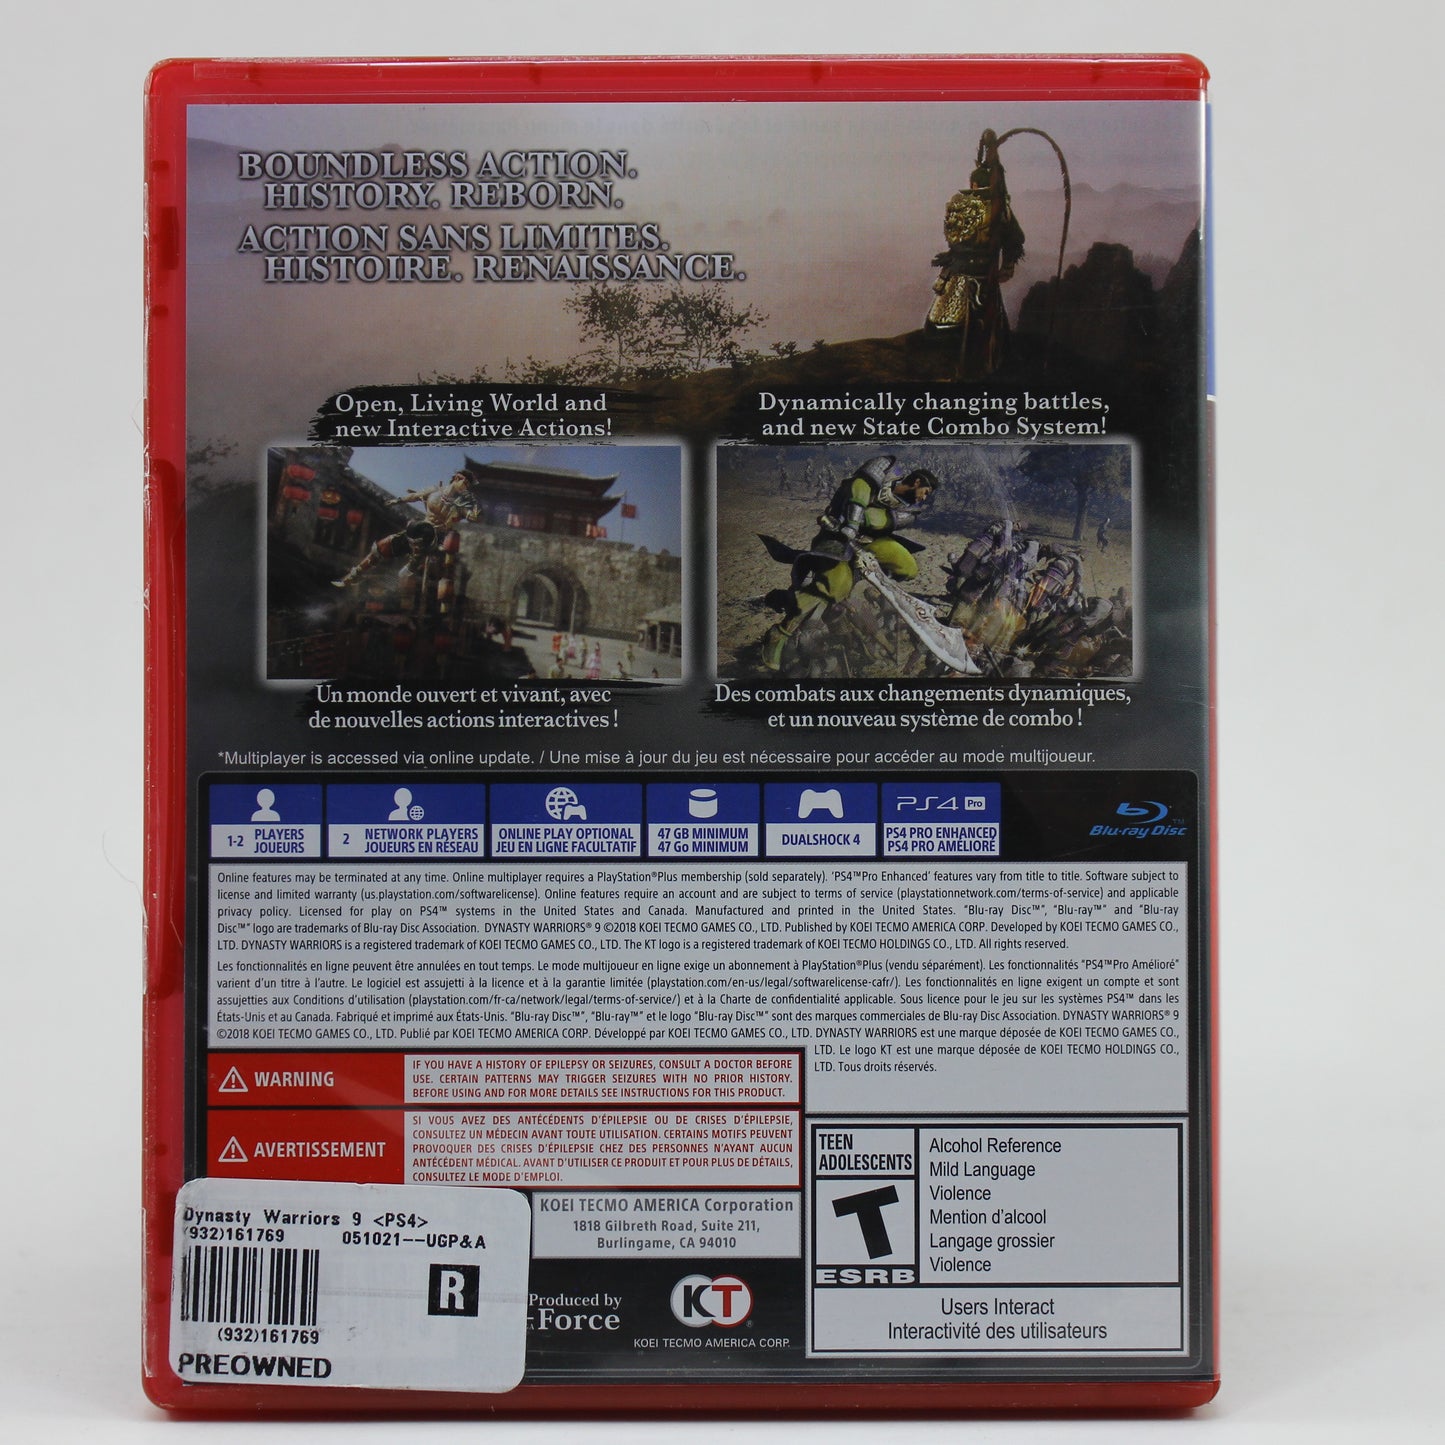 BOUNDLESS ACTION.
HISTORY. REBORN.
ACTION SANS LIMITES.
HISTOIRE. RENAISSANCE.
Open, Living World and
new Interactive Actions!
Dynamically changing battles,
and new State Combo System!
Un monde ouvert et vivant, avec
de nouvelles actions interactives !
Des combats aux changements dynamiques,
et un nouveau système de combo !
*Multiplayer is accessed via online update. / Une mise à jour du jeu est nécessaire pour accéder au mode multijoueur.
1-2 PLAYERS
JOUEURS
2 NETWORK PLAYERS
JOUEURS EN RÉSEAU
ONLINE PLAY OPTIONAL
JEU EN LIGNE FACULTATIF
47 GB MINIMUM
47 Go MINIMUM
DUALSHOCK 4
PS4 Pro
PS4 PRO ENHANCED
PS4 PRO AMÉLIORÉ
Blu-ray Disc™
Online features may be terminated at any time. Online multiplayer requires a PlayStation®Plus membership (sold separately). 'PS4™Pro Enhanced' features vary from title to title. Software subject to
license and limited warranty (us.playstation.com/softwarelicense). Online features require an account and are subject to terms of service (playstationnetwork.com/terms-of-service) and applicable
privacy policy. Licensed for play on PS4™ systems in the United States and Canada. Manufactured and printed in the United States. "Blu-ray Disc™", "Blu-ray™" and "Blu-ray
Disc™" logo are trademarks of Blu-ray Disc Association. DYNASTY WARRIORS® 9 ©2018 KOEI TECMO GAMES CO., LTD. Published by KOEI TECMO AMERICA CORP. Developed by KOEI TECMO GAMES CO.,
LTD. DYNASTY WARRIORS is a registered trademark of KOEI TECMO GAMES CO., LTD. The KT logo is a registered trademark of KOEI TECMO HOLDINGS CO., LTD. All rights reserved.
Les fonctionnalités en ligne peuvent être annulées en tout temps. Le mode multijoueur en ligne exige un abonnement à PlayStation®Plus (vendu séparément). Les fonctionnalités "PS4™Pro Amélioré"
varient d'un titre à l'autre. Le logiciel est assujetti à la licence et à la garantie limitée (playstation.com/en-us/legal/softwarelicense-cafr/). Les fonctionnalités en ligne exigent un compte et sont
assujetties aux Conditions d'utilisation (playstation.com/fr-ca/network/legal/terms-of-service/) et à la Charte de confidentialité applicable. Sous licence pour le jeu sur les systèmes PS4™ dans les
États-Unis et au Canada. Fabriqué et imprimé aux États-Unis. "Blu-ray Disc™", "Blu-ray™" et le logo "Blu-ray Disc™" sont des marques commerciales de Blu-ray Disc Association. DYNASTY WARRIORS® 9
©2018 KOEI TECMO GAMES CO., LTD. Publié par KOEI TECMO AMERICA CORP. Développé par KOEI TECMO GAMES CO., LTD. DYNASTY WARRIORS est une marque déposée de KOEI TECMO GAMES CO.,
LTD. Le logo KT est une marque déposée de KOEI TECMO HOLDINGS CO.,
LTD. Tous droits réservés.
WARNING
IF YOU HAVE A HISTORY OF EPILEPSY OR SEIZURES, CONSULT A DOCTOR BEFORE
USE. CERTAIN PATTERNS MAY TRIGGER SEIZURES WITH NO PRIOR HISTORY.
BEFORE USING AND FOR MORE DETAILS SEE INSTRUCTIONS FOR THIS PRODUCT.
AVERTISSEMENT
SI VOUS AVEZ DES ANTÉCÉDENTS D'ÉPILEPSIE OU DE CRISES D'ÉPILEPSIE,
CONSULTEZ UN MÉDECIN AVANT TOUTE UTILISATION. CERTAINS MOTIFS PEUVENT
PROVOQUER DES CRISES D'ÉPILEPSIE CHEZ DES PERSONNES N'AYANT AUCUN
ANTÉCÉDENT MÉDICAL. AVANT D'UTILISER CE PRODUIT ET POUR PLUS DE DÉTAILS,
CONSULTEZ LE MODE D'EMPLOI.
TEEN
ADOLESCENTS
T
ESRB
Alcohol Reference
Mild Language
Violence
Mention d'alcool
Langage grossier
Violence
Users Interact
Interactivité des utilisateurs
KOEI TECMO AMERICA Corporation
1818 Gilbreth Road, Suite 211,
Burlingame, CA 94010
Produced by
-Force
KT®
KOEI TECMO AMERICA CORP.
Dynasty Warriors 9 <PS4>
(932)161769 051021--UGP&A
R
(932)161769
PREOWNED